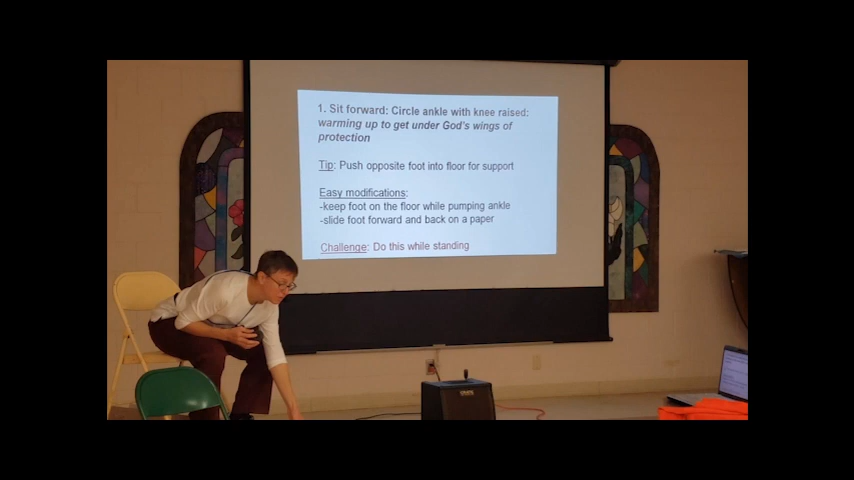 1. Sit forward: Circle ankle with knee raised:
warming up to get under God's wings of
protection
Tip: Push opposite foot into floor for support
Easy modifications:
-keep foot on the floor while pumping ankle
-slide foot forward and back on a paper
Challenge: Do this while standing